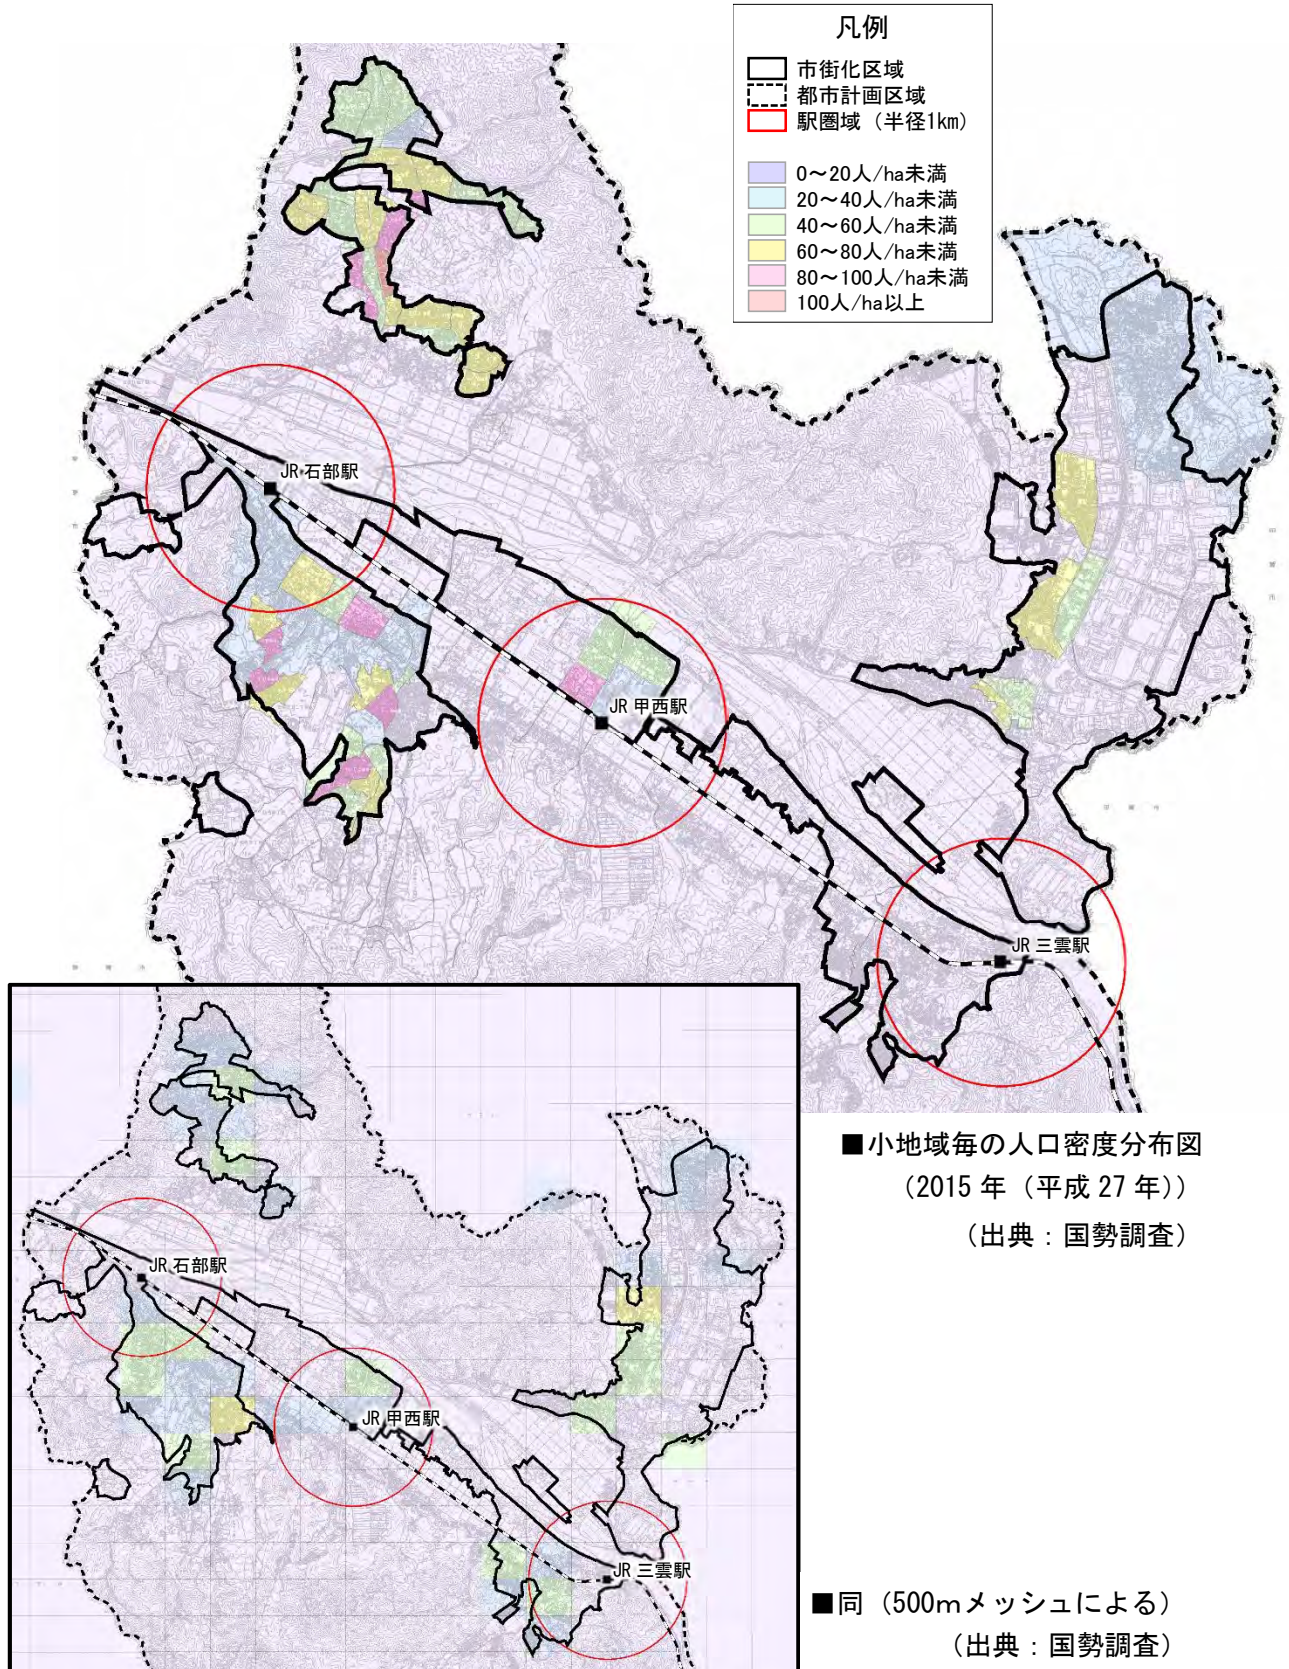 凡例
市街化区域
都市計画区域
駅圏域（半径1km）
0～20人/ha未満
20～40人/ha未満
40～60人/ha未満
60～80人/ha未満
80～100人/ha未満
100人/ha以上
JR 石部駅
JR 甲西駅
JR 三雲駅
■小地域毎の人口密度分布図
（2015 年（平成 27 年））
（出典：国勢調査）
JR 石部駅
JR 甲西駅
JR 三雲駅
■同（500ｍメッシュによる）
（出典：国勢調査）